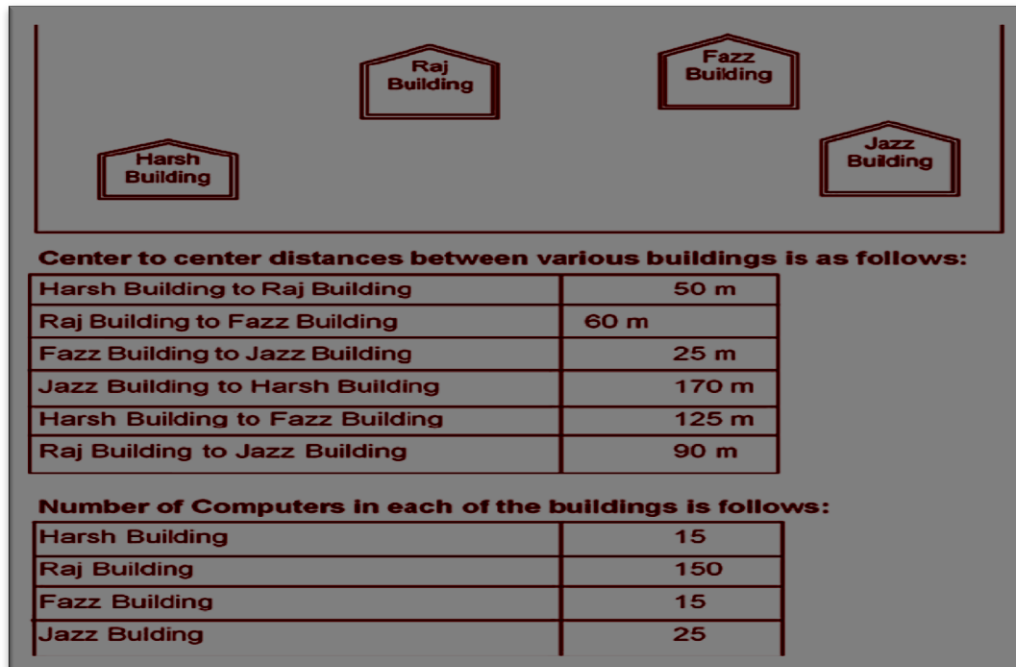 Raj
Building
Fazz
Building
Harsh
Building
Jazz
Building
Center to center distances between various buildings is as follows:
Harsh Building to Raj Building 50 m
Raj Building to Fazz Building 60 m
Fazz Building to Jazz Building 25 m
Jazz Building to Harsh Building 170 m
Harsh Building to Fazz Building 125 m
Raj Building to Jazz Building 90 m
Number of Computers in each of the buildings is follows:
Harsh Building 15
Raj Building 150
Fazz Building 15
Jazz Bulding 25